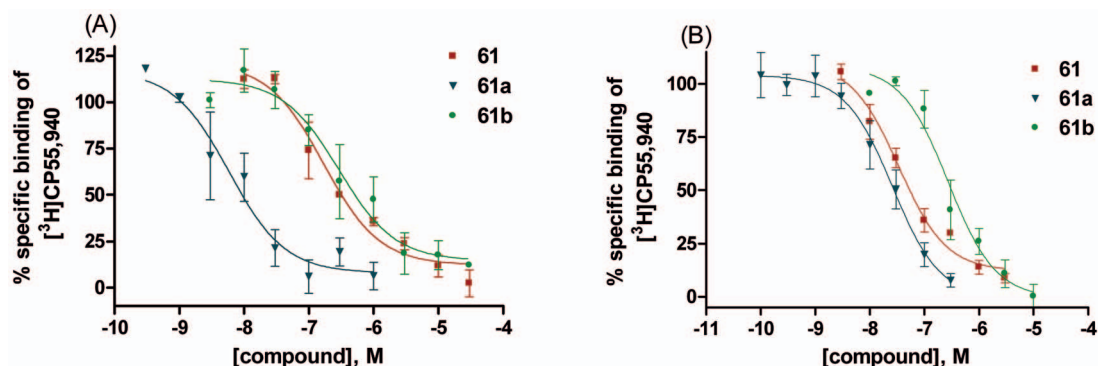 (A)
% specific binding of
[³H]CP55,940
125
100
75
50
25
0
-10
-9
-8
-7
-6
-5
-4
[compound], M
61
61a
61b
(B)
% specific binding of
[³H]CP55,940
100
75
50
25
0
-11
-10
-9
-8
-7
-6
-5
-4
[compound], M
61
61a
61b